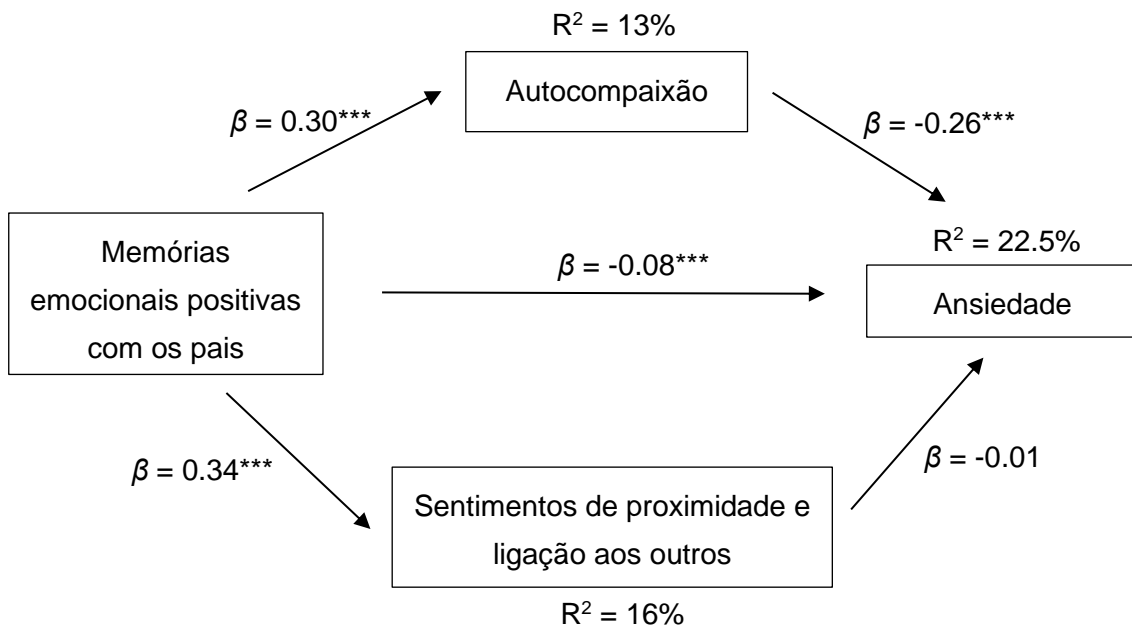 R² = 13%
Autocompaixão
β = 0.30***
β = -0.26***
Memórias
emocionais positivas
com os pais
β = -0.08***
R² = 22.5%
Ansiedade
β = 0.34***
β = -0.01
Sentimentos de proximidade e
ligação aos outros
R² = 16%